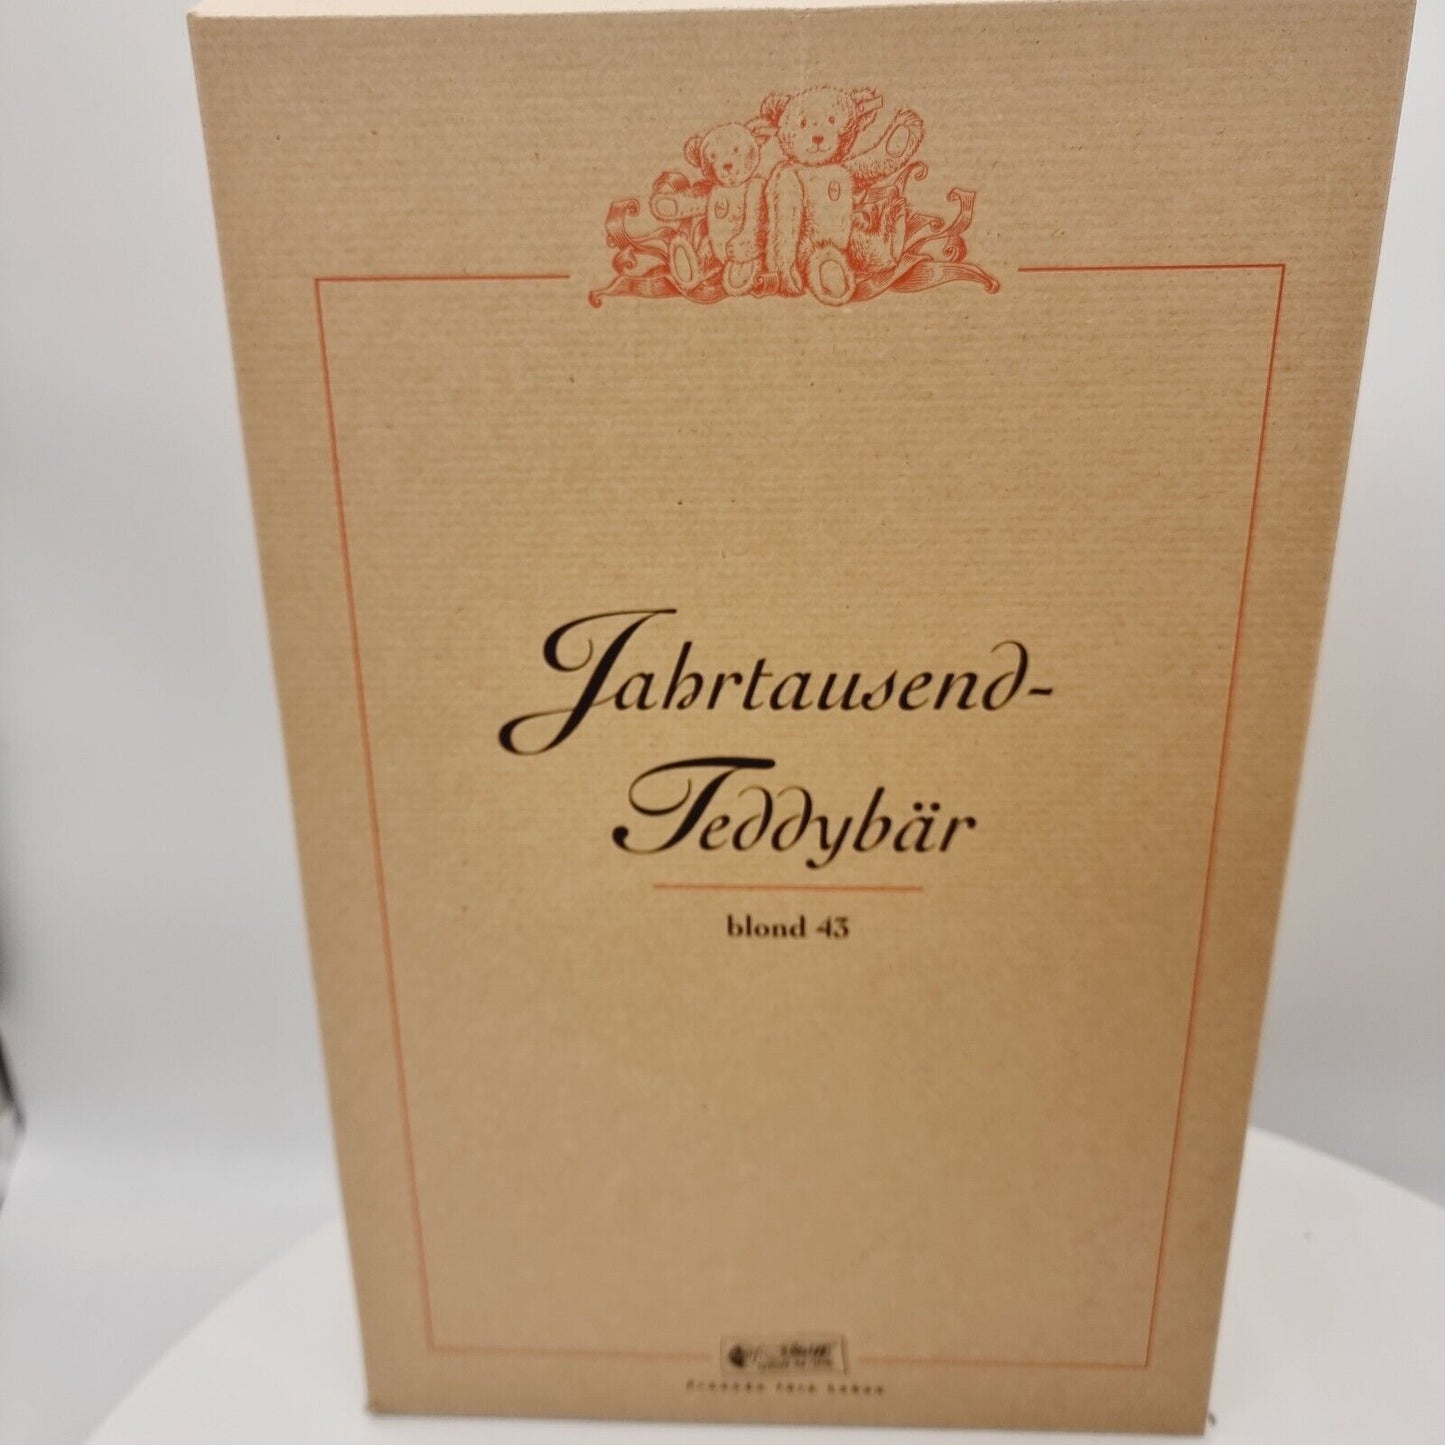 Jahrtausend-
Teddybär
blond 43